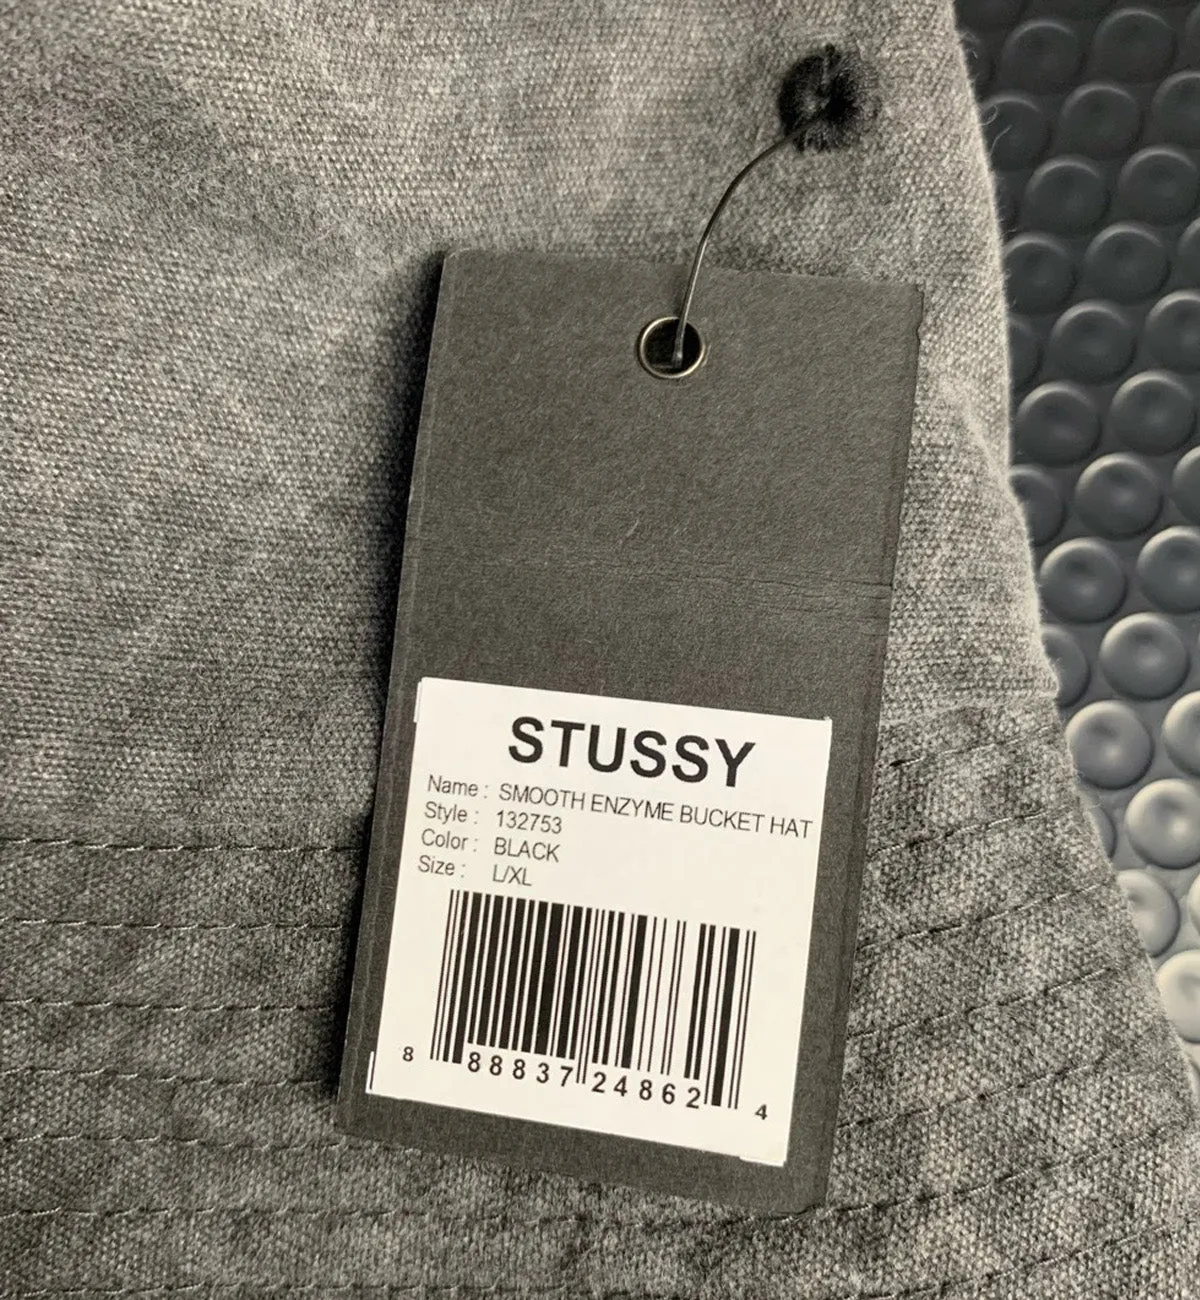 STUSSY
Name : SMOOTH ENZYME BUCKET HAT
Style : 132753
Color : BLACK
Size : L/XL
8 88837 24862 4